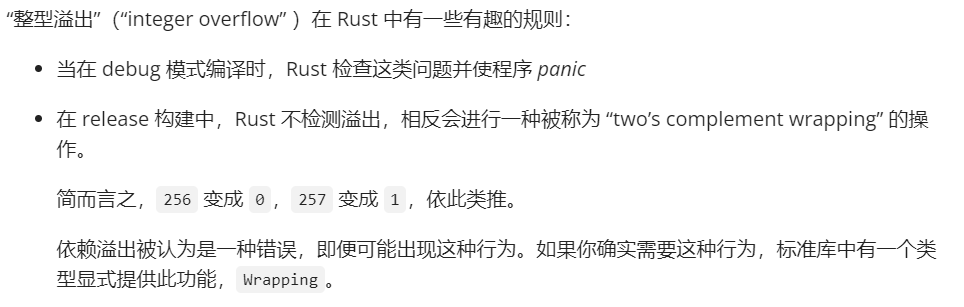 “整型溢出”（“integer overflow” ）在 Rust 中有一些有趣的规则：
当在 debug 模式编译时，Rust 检查这类问题并使程序 panic
在 release 构建中，Rust 不检测溢出，相反会进行一种被称为 “two’s complement wrapping” 的操
作。
简而言之，256 变成 0，257 变成 1，依此类推。
依赖溢出被认为是一种错误，即便可能出现这种行为。如果你确实需要这种行为，标准库中有一个类
型显式提供此功能，Wrapping。